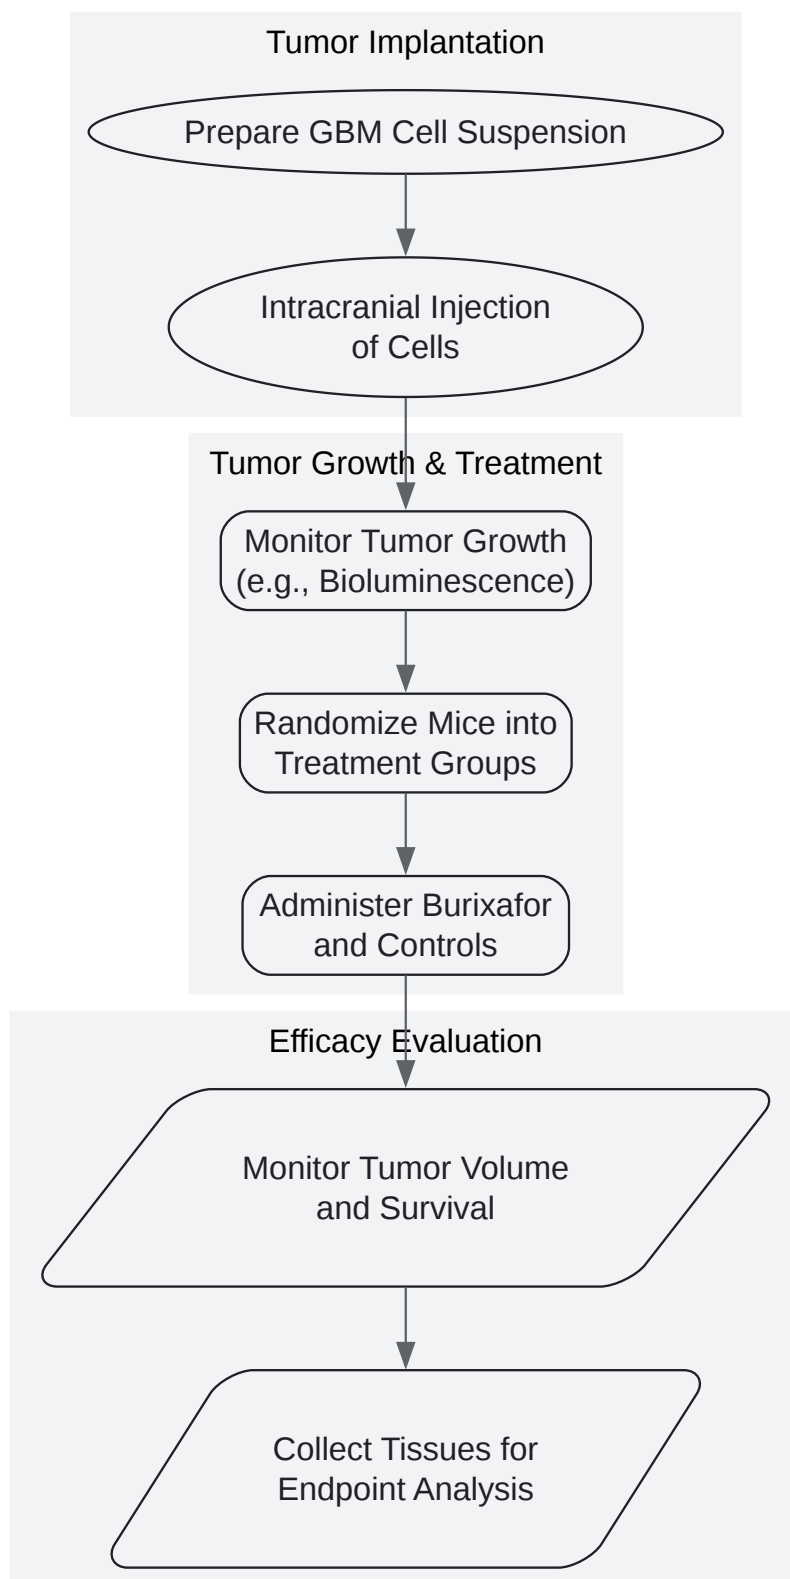 Tumor Implantation
Prepare GBM Cell Suspension
Intracranial Injection
of Cells
Tumor Growth & Treatment
Monitor Tumor Growth
(e.g., Bioluminescence)
Randomize Mice into
Treatment Groups
Administer Burixafor
and Controls
Efficacy Evaluation
Monitor Tumor Volume
and Survival
Collect Tissues for
Endpoint Analysis